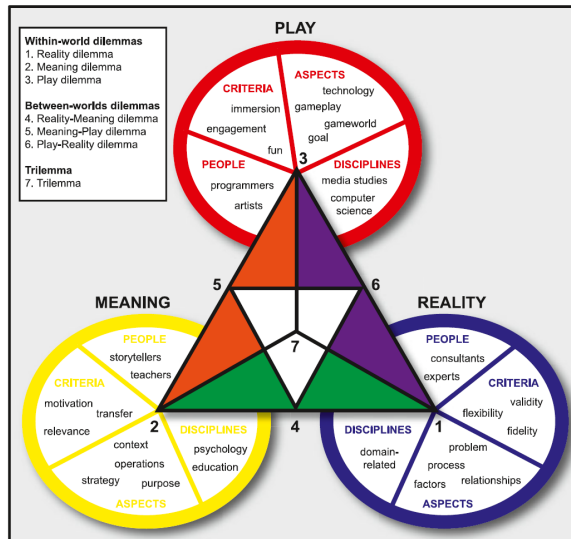 PLAY
Within-world dilemmas
1. Reality dilemma
2. Meaning dilemma
3. Play dilemma
Between-worlds dilemmas
4. Reality-Meaning dilemma
5. Meaning-Play dilemma
6. Play-Reality dilemma
Trilemma
7. Trilemma
CRITERIA
immersion
engagement
fun
ASPECTS
technology
gameplay
gameworld
goal
PEOPLE
programmers
artists
DISCIPLINES
media studies
computer
science
3
5
6
7
MEANING
PEOPLE
storytellers
teachers
CRITERIA
motivation
transfer
relevance
DISCIPLINES
psychology
education
context
operations
strategy
purpose
ASPECTS
2
4
1
REALITY
PEOPLE
consultants
experts
CRITERIA
validity
flexibility
fidelity
DISCIPLINES
domain-
related
problem
process
factors
relationships
ASPECTS